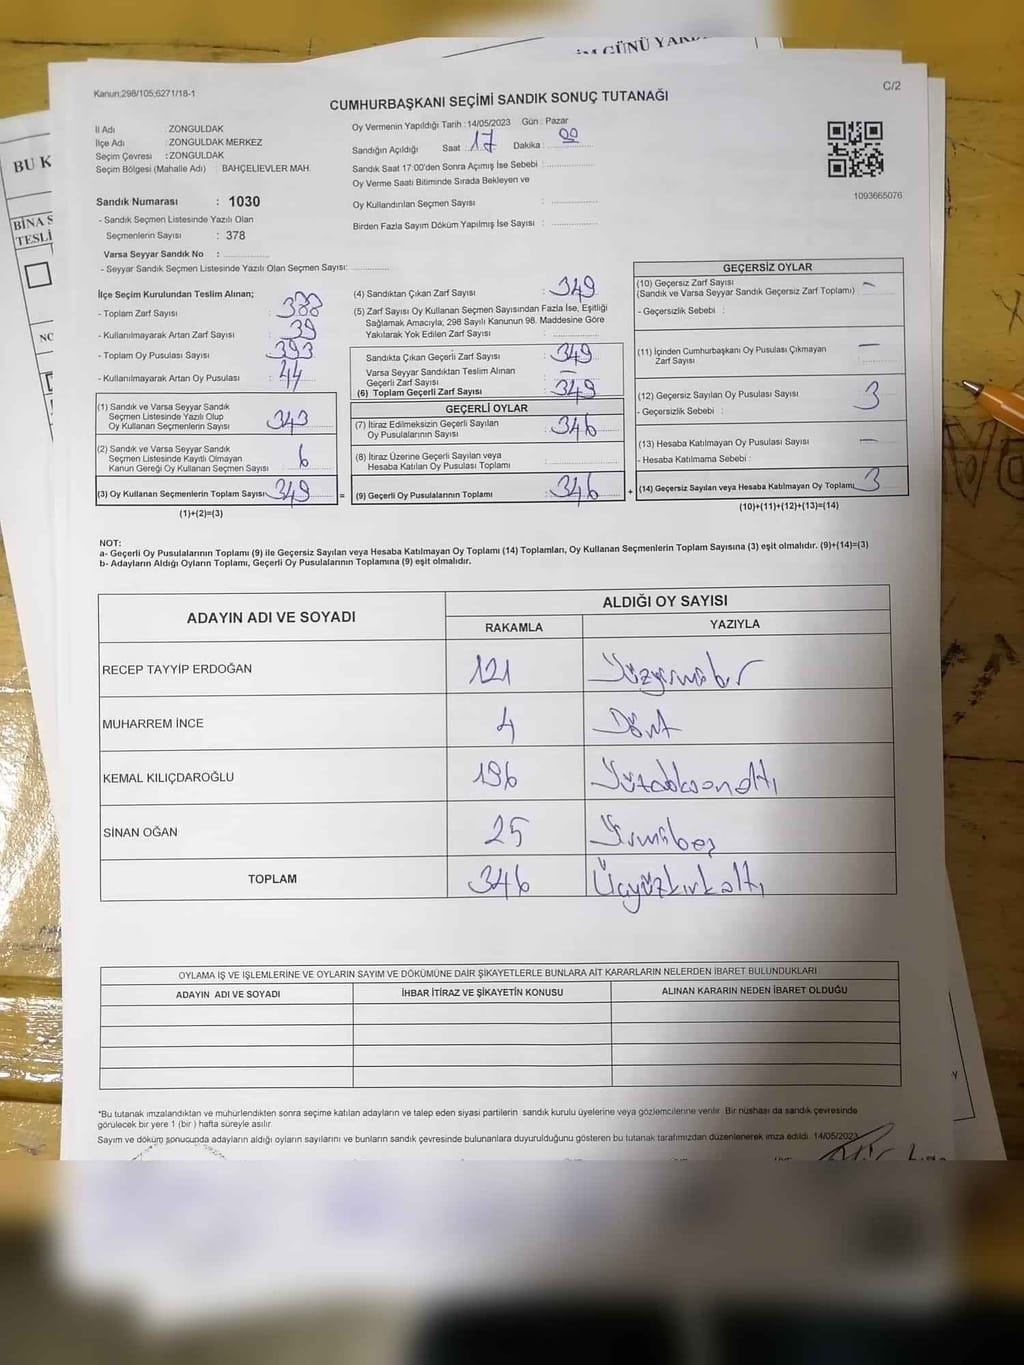 M GÜNÜ YARD
BU K
BİNA S
TESLİ
NO
Kanun;298/105;6271/18-1
C/2
CUMHURBAŞKANI SEÇİMİ SANDIK SONUÇ TUTANAĞI
İl Adı : ZONGULDAK
İlçe Adı : ZONGULDAK MERKEZ
Seçim Çevresi : ZONGULDAK
Seçim Bölgesi (Mahalle Adı) : BAHÇELİEVLER MAH.
Sandık Numarası : 1030
- Sandık Seçmen Listesinde Yazılı Olan
Seçmenlerin Sayısı : 378
Varsa Seyyar Sandık No :
- Seyyar Sandık Seçmen Listesinde Yazılı Olan Seçmen Sayısı:
Oy Vermenin Yapıldığı Tarih : 14/05/2023 Gün : Pazar
Sandığın Açıldığı Saat : 17 Dakika : 00
Sandık Saat 17:00'den Sonra Açımış İse Sebebi :
Oy Verme Saati Bitiminde Sırada Bekleyen ve
Oy Kullandırılan Seçmen Sayısı :
Birden Fazla Sayım Döküm Yapılmış İse Sayısı :
1093665076
İlçe Seçim Kurulundan Teslim Alınan;
- Toplam Zarf Sayısı : 388
- Kullanılmayarak Artan Zarf Sayısı : 39
- Toplam Oy Pusulası Sayısı : 393
- Kullanılmayarak Artan Oy Pusulası : 44
(1) Sandık ve Varsa Seyyar Sandık
Seçmen Listesinde Yazılı Olup
Oy Kullanan Seçmenlerin Sayısı 343
(2) Sandık ve Varsa Seyyar Sandık
Seçmen Listesinde Kayıtlı Olmayan
Kanun Gereği Oy Kullanan Seçmen Sayısı 6
(3) Oy Kullanan Seçmenlerin Toplam Sayısı 349 =
(1)+(2)=(3)
(4) Sandıktan Çıkan Zarf Sayısı : 349
(5) Zarf Sayısı Oy Kullanan Seçmen Sayısından Fazla İse, Eşitliği
Sağlamak Amacıyla; 298 Sayılı Kanunun 98. Maddesine Göre
Yakılarak Yok Edilen Zarf Sayısı :
Sandıkta Çıkan Geçerli Zarf Sayısı : 349
Varsa Seyyar Sandıktan Teslim Alınan
Geçerli Zarf Sayısı : –
(6) Toplam Geçerli Zarf Sayısı : 349
GEÇERLİ OYLAR
(7) İtiraz Edilmeksizin Geçerli Sayılan
Oy Pusulalarının Sayısı : 346
(8) İtiraz Üzerine Geçerli Sayılan veya
Hesaba Katılan Oy Pusulası Toplamı :
(9) Geçerli Oy Pusulalarının Toplamı : 346 +
GEÇERSİZ OYLAR
(10) Geçersiz Zarf Sayısı
(Sandık ve Varsa Seyyar Sandık Geçersiz Zarf Toplamı) : –
- Geçersizlik Sebebi :
(11) İçinden Cumhurbaşkanı Oy Pusulası Çıkmayan
Zarf Sayısı : –
(12) Geçersiz Sayılan Oy Pusulası Sayısı : 3
- Geçersizlik Sebebi :
(13) Hesaba Katılmayan Oy Pusulası Sayısı : –
- Hesaba Katılmama Sebebi :
(14) Geçersiz Sayılan veya Hesaba Katılmayan Oy Toplamı 3
(10)+(11)+(12)+(13)=(14)
NOT:
a- Geçerli Oy Pusulalarının Toplamı (9) ile Geçersiz Sayılan veya Hesaba Katılmayan Oy Toplamı (14) Toplamları, Oy Kullanan Seçmenlerin Toplam Sayısına (3) eşit olmalıdır. (9)+(14)=(3)
b- Adayların Aldığı Oyların Toplamı, Geçerli Oy Pusulalarının Toplamına (9) eşit olmalıdır.
ADAYIN ADI VE SOYADI
ALDIĞI OY SAYISI
RAKAMLA YAZIYLA
RECEP TAYYİP ERDOĞAN 121 Yüzyirmibir
MUHARREM İNCE 4 Dört
KEMAL KILIÇDAROĞLU 196 Yüzdoksanaltı
SİNAN OĞAN 25 Yirmibeş
TOPLAM 346 Üçyüzkırkaltı
OYLAMA İŞ VE İŞLEMLERİNE VE OYLARIN SAYIM VE DÖKÜMÜNE DAİR ŞİKAYETLERLE BUNLARA AİT KARARLARIN NELERDEN İBARET BULUNDUKLARI
ADAYIN ADI VE SOYADI İHBAR İTİRAZ VE ŞİKAYETİN KONUSU ALINAN KARARIN NEDEN İBARET OLDUĞU
*Bu tutanak imzalandıktan ve mühürlendikten sonra seçime katılan adayların ve talep eden siyasi partilerin sandık kurulu üyelerine veya gözlemcilerine verilir. Bir nüshası da sandık çevresinde
görülecek bir yere 1 (bir) hafta süreyle asılır.
Sayım ve döküm sonucunda adayların aldığı oyların sayılarını ve bunların sandık çevresinde bulunanlara duyurulduğunu gösteren bu tutanak tarafımızdan düzenlenerek imza edildi. 14/05/2023